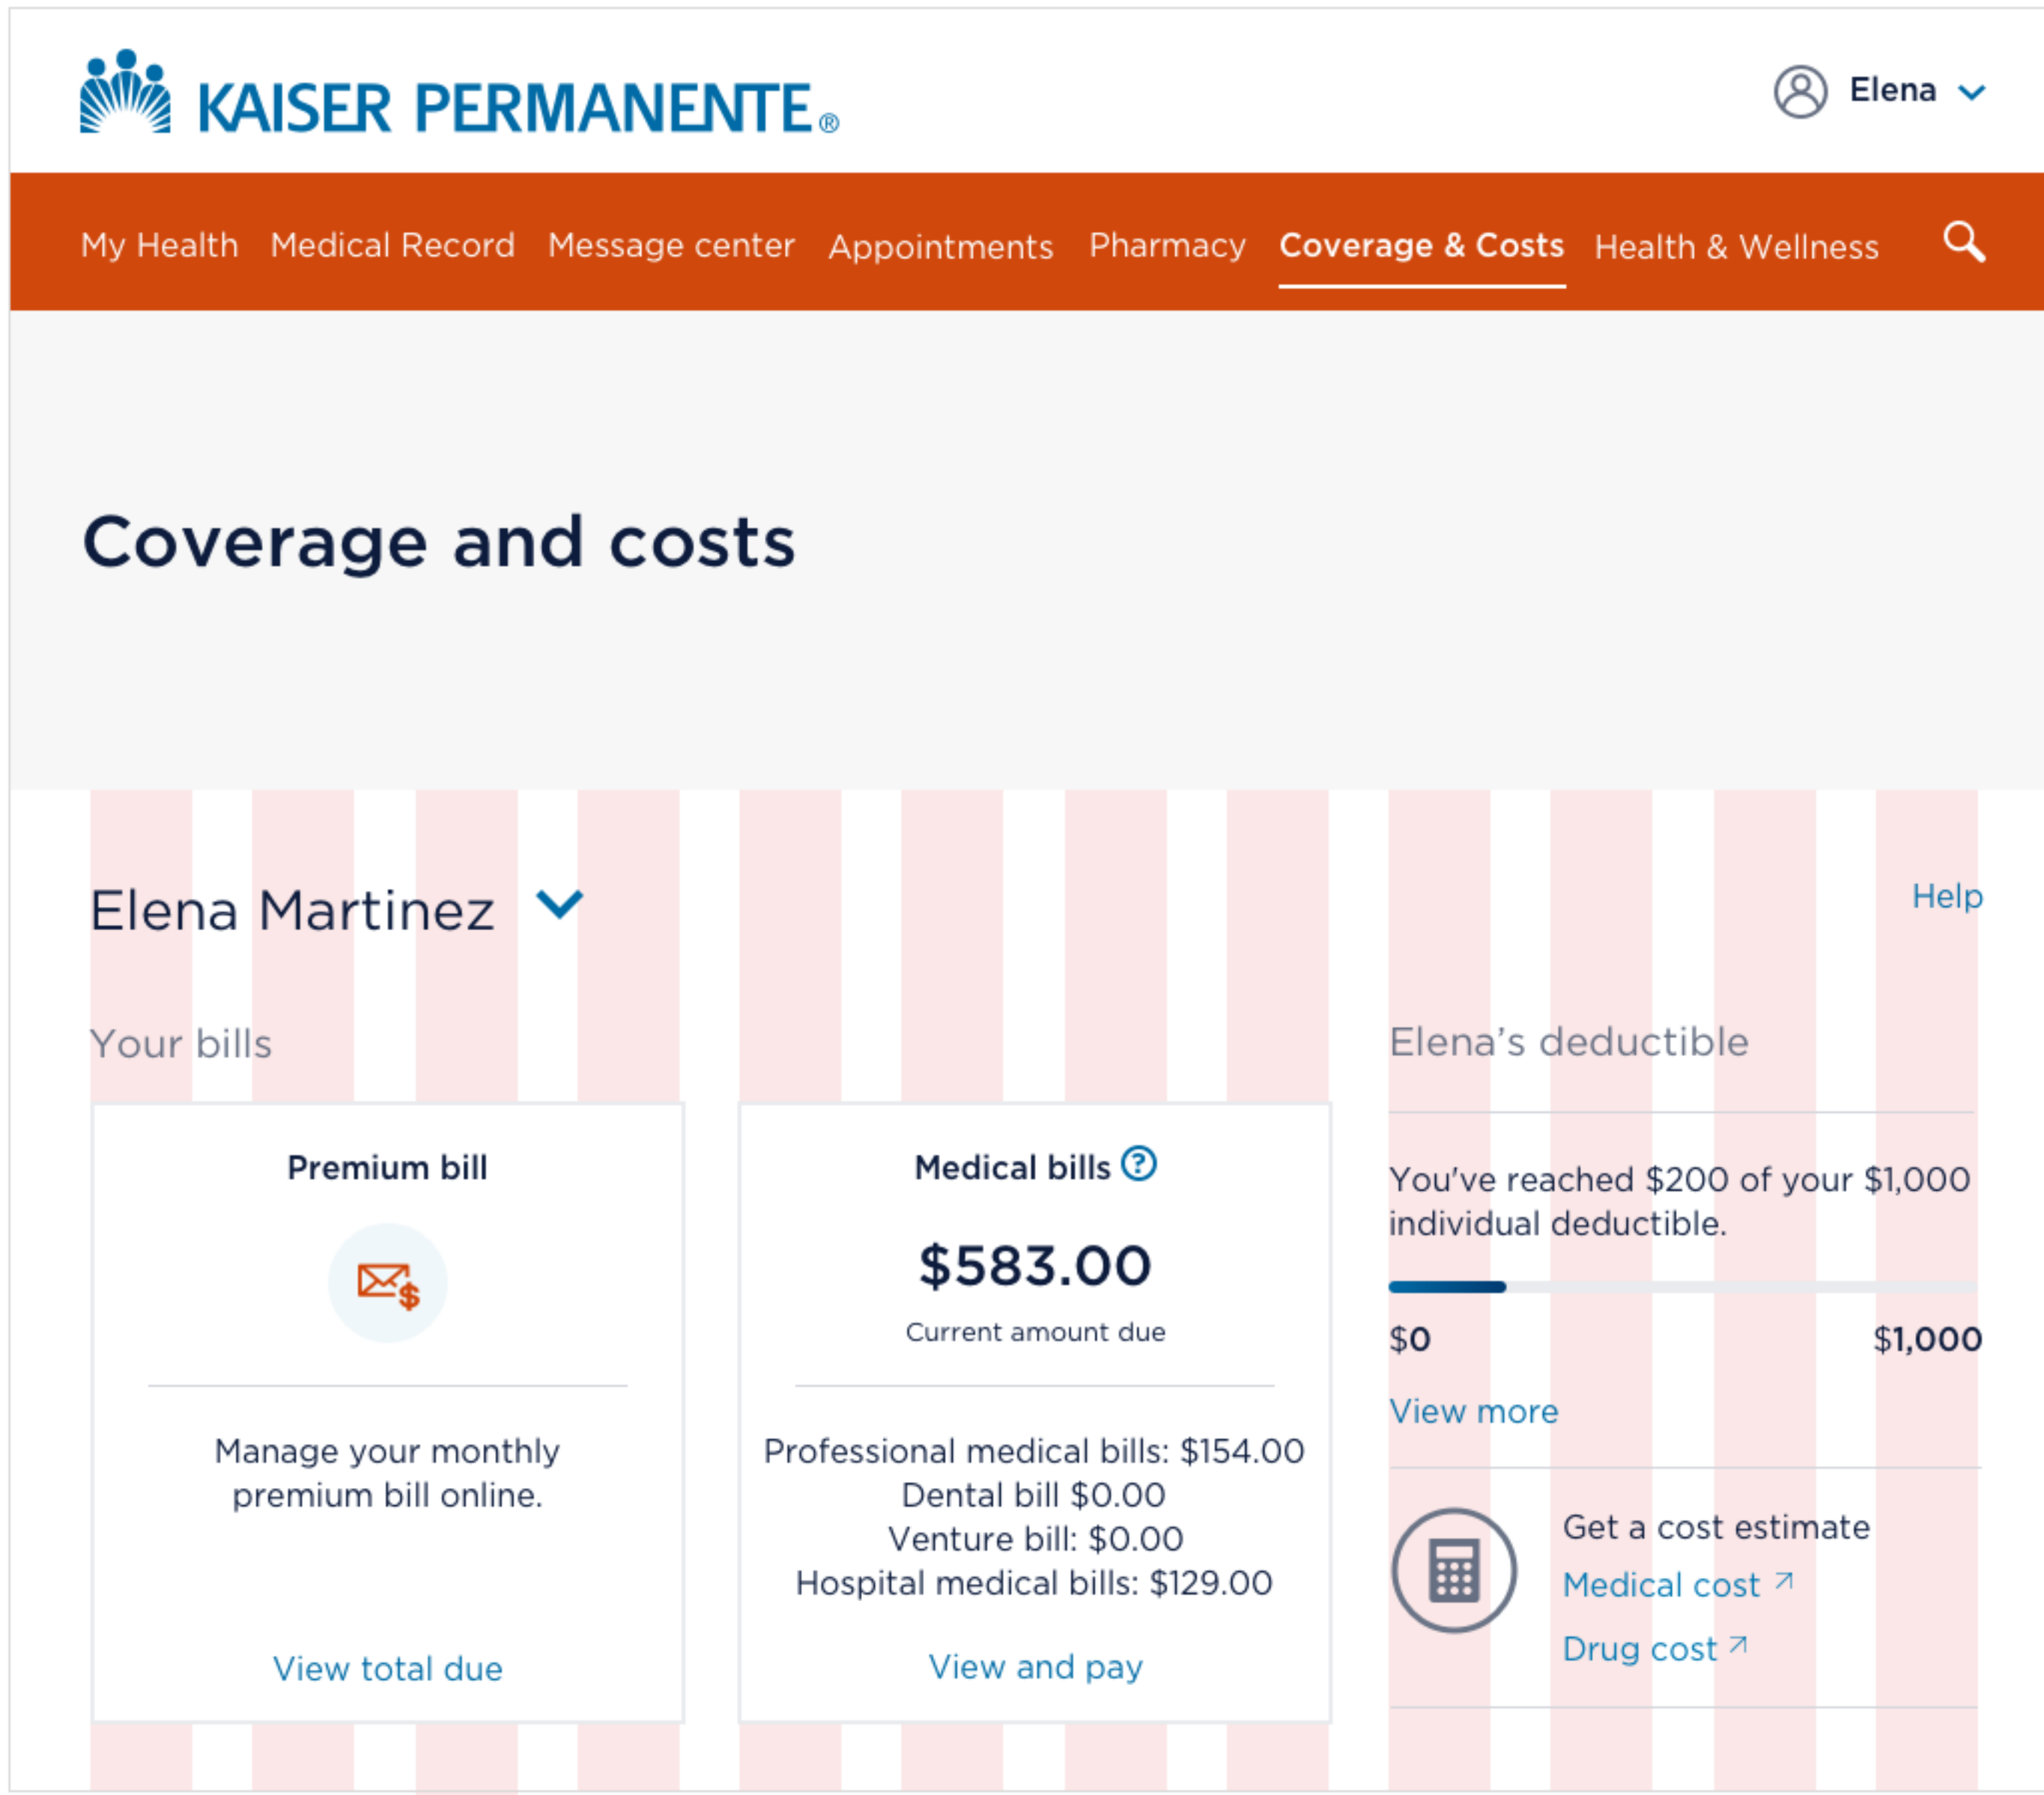 KAISER PERMANENTE®
Elena
My Health Medical Record Message center Appointments Pharmacy Coverage & Costs Health & Wellness
Coverage and costs
Elena Martinez
Help
Your bills
Premium bill
$
Manage your monthly
premium bill online.
View total due
Medical bills ?
$583.00
Current amount due
Professional medical bills: $154.00
Dental bill $0.00
Venture bill: $0.00
Hospital medical bills: $129.00
View and pay
Elena’s deductible
You've reached $200 of your $1,000
individual deductible.
$0 $1,000
View more
Get a cost estimate
Medical cost
Drug cost